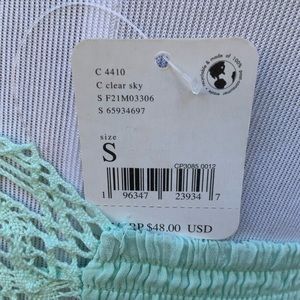 C 4410
C clear sky
S F21M03306
S 65934697
size
S
CP3085 0012
1 96347 23934 7
RP $48.00 USD